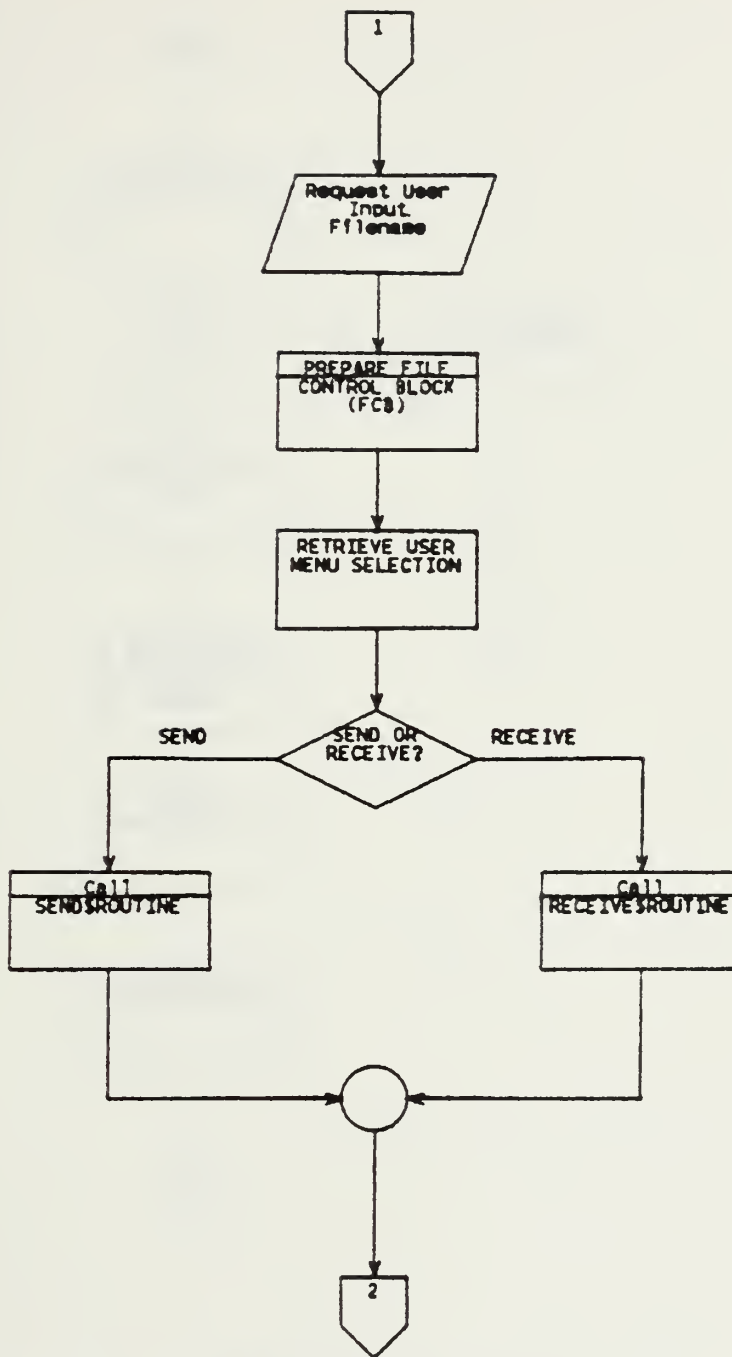 1
Request User
Input
Filename
PREPARE FILE
CONTROL BLOCK
(FCB)
RETRIEVE USER
MENU SELECTION
SEND
SEND OR
RECEIVE?
RECEIVE
Call
SEND$ROUTINE
Call
RECEIVE$ROUTINE
2